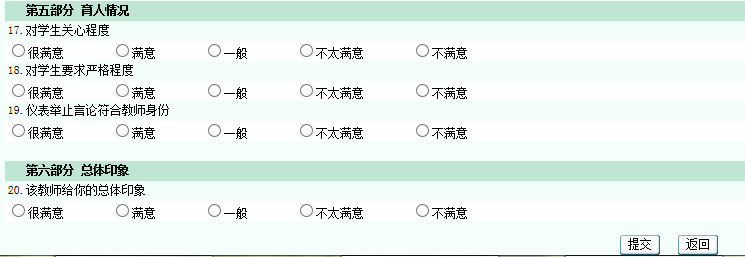 第五部分 育人情况
17. 对学生关心程度
很满意 满意 一般 不太满意 不满意
18. 对学生要求严格程度
很满意 满意 一般 不太满意 不满意
19. 仪表举止言论符合教师身份
很满意 满意 一般 不太满意 不满意
第六部分 总体印象
20. 该教师给你的总体印象
很满意 满意 一般 不太满意 不满意
提交 返回